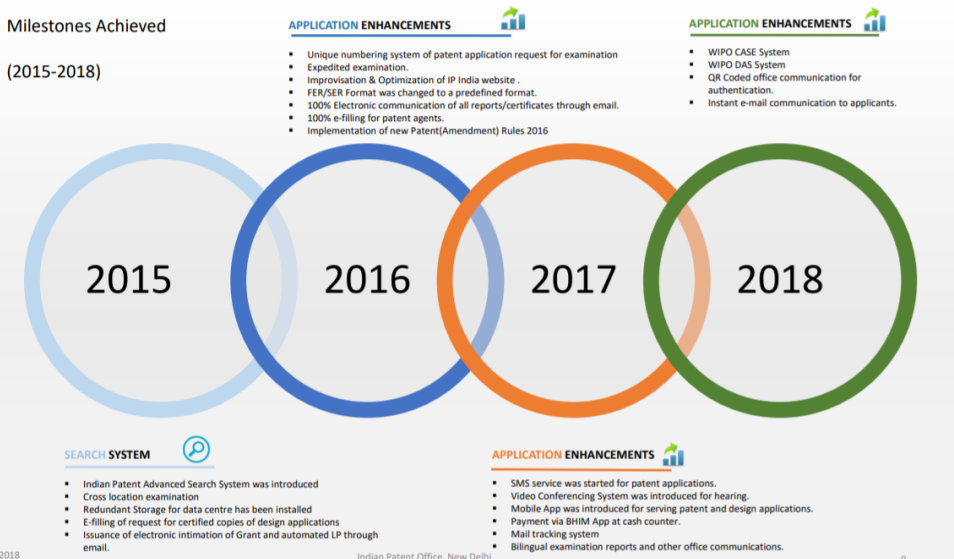 Milestones Achieved
(2015-2018)
APPLICATION ENHANCEMENTS
▪ Unique numbering system of patent application request for examination
▪ Expedited examination.
▪ Improvisation & Optimization of IP India website .
▪ FER/SER Format was changed to a predefined format.
▪ 100% Electronic communication of all reports/certificates through email.
▪ 100% e-filling for patent agents.
▪ Implementation of new Patent(Amendment) Rules 2016
APPLICATION ENHANCEMENTS
▪ WIPO CASE System
▪ WIPO DAS System
▪ QR Coded office communication for
authentication.
▪ Instant e-mail communication to applicants.
2015
2016
2017
2018
SEARCH SYSTEM
▪ Indian Patent Advanced Search System was introduced
▪ Cross location examination
▪ Redundant Storage for data centre has been installed
▪ E-filling of request for certified copies of design applications
▪ Issuance of electronic intimation of Grant and automated LP through
email.
APPLICATION ENHANCEMENTS
▪ SMS service was started for patent applications.
▪ Video Conferencing System was introduced for hearing.
▪ Mobile App was introduced for serving patent and design applications.
▪ Payment via BHIM App at cash counter.
▪ Mail tracking system
▪ Bilingual examination reports and other office communications.
2018
Indian Patent Office, New Delhi